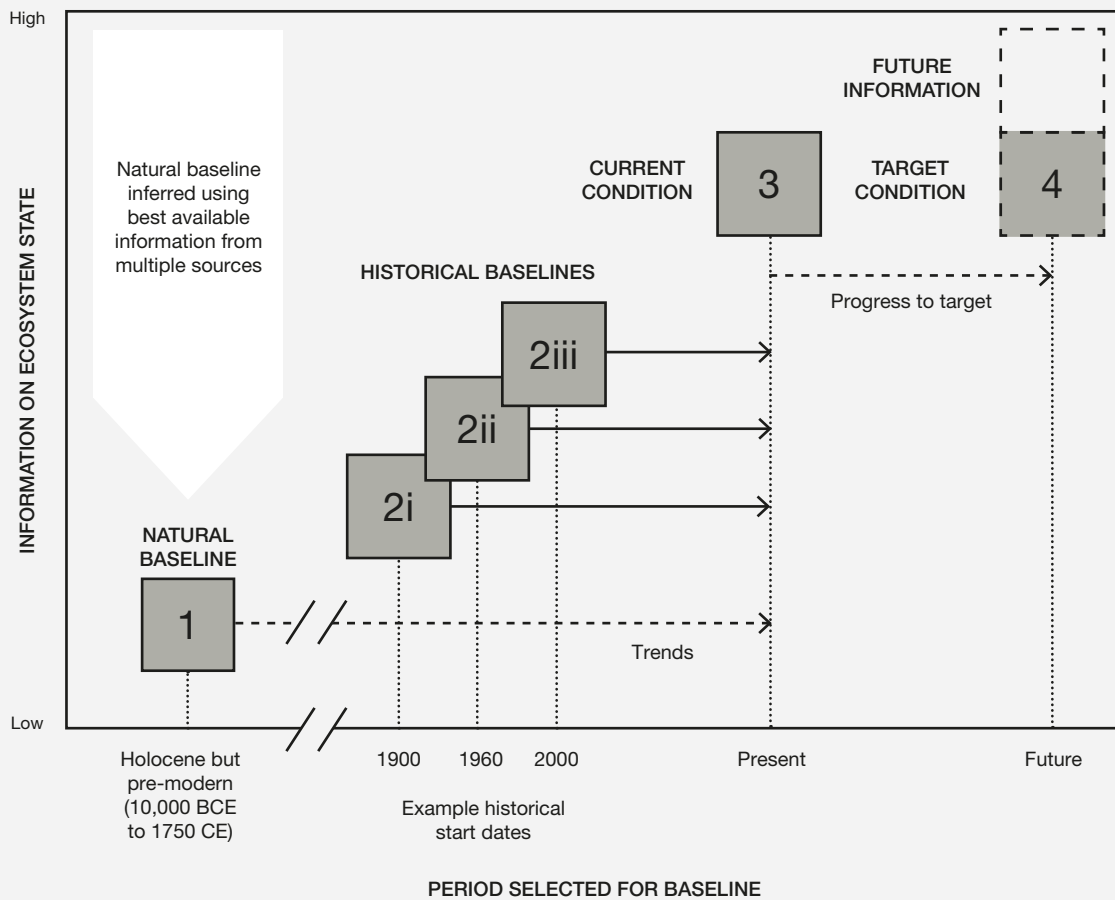 High
INFORMATION ON ECOSYSTEM STATE
Low
Natural baseline
inferred using
best available
information from
multiple sources
NATURAL
BASELINE
1
HISTORICAL BASELINES
2i
2ii
2iii
CURRENT
CONDITION
3
FUTURE
INFORMATION
TARGET
CONDITION
4
Progress to target
Trends
Holocene but
pre-modern
(10,000 BCE
to 1750 CE)
1900
1960
2000
Example historical
start dates
Present
Future
PERIOD SELECTED FOR BASELINE